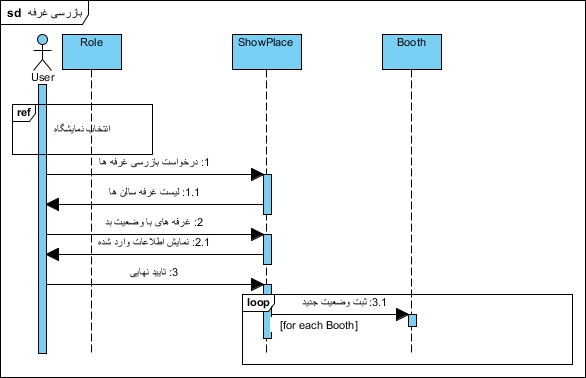 sd بازرسی غرفه
Role
ShowPlace
Booth
User
ref
انتخاب نمایشگاه
1: درخواست بازرسی غرفه ها
1.1: لیست غرفه سالن ها
2: غرفه های با وضعیت بد
2.1: نمایش اطلاعات وارد شده
3: تایید نهایی
loop
3.1: ثبت وضعیت جدید
[for each Booth]